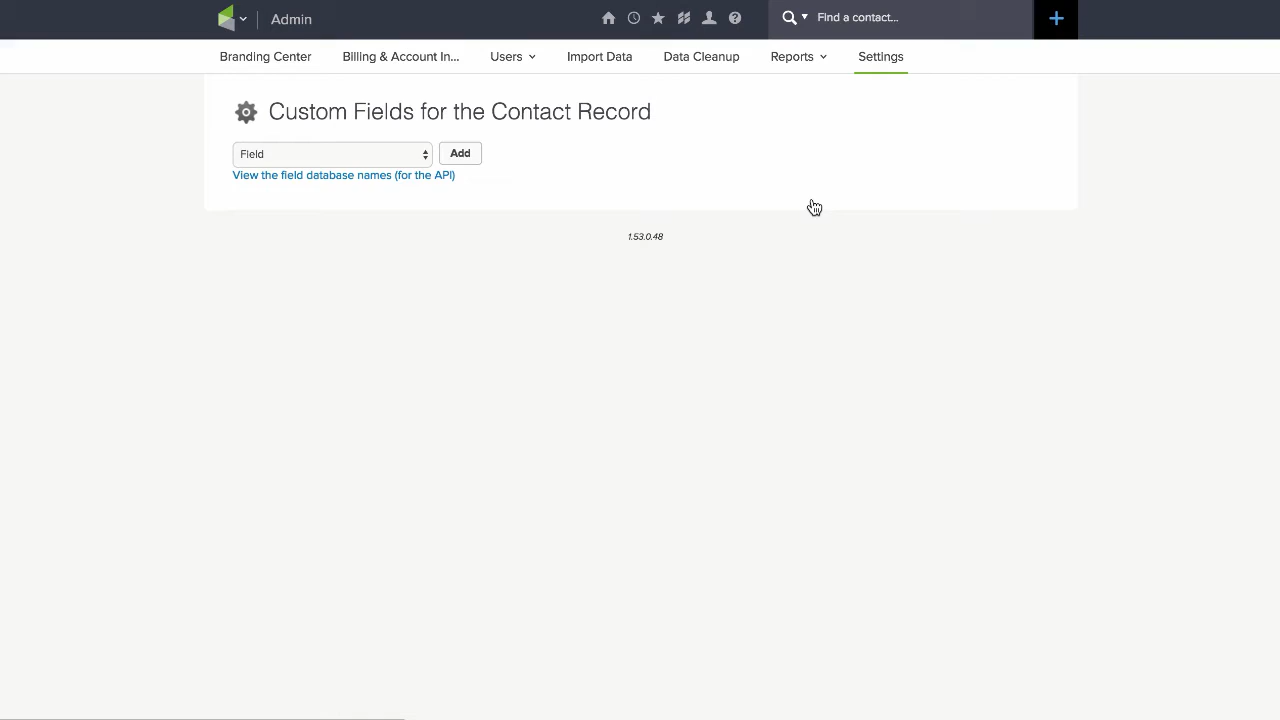 Admin
Find a contact...
Branding Center
Billing & Account In...
Users
Import Data
Data Cleanup
Reports
Settings
Custom Fields for the Contact Record
Field
Add
View the field database names (for the API)
1.53.0.48